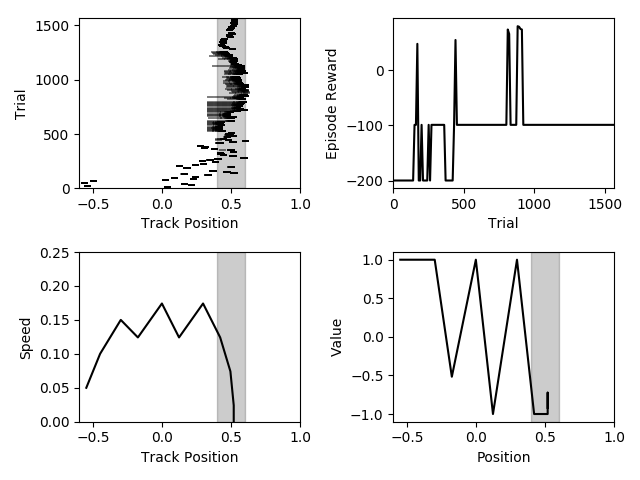 1500
1000
500
0
Trial
−0.5 0.0 0.5 1.0
Track Position
0
−100
−200
Episode Reward
0 500 1000 1500
Trial
0.25
0.20
0.15
0.10
0.05
0.00
Speed
−0.5 0.0 0.5 1.0
Track Position
1.0
0.5
0.0
−0.5
−1.0
Value
−0.5 0.0 0.5 1.0
Position